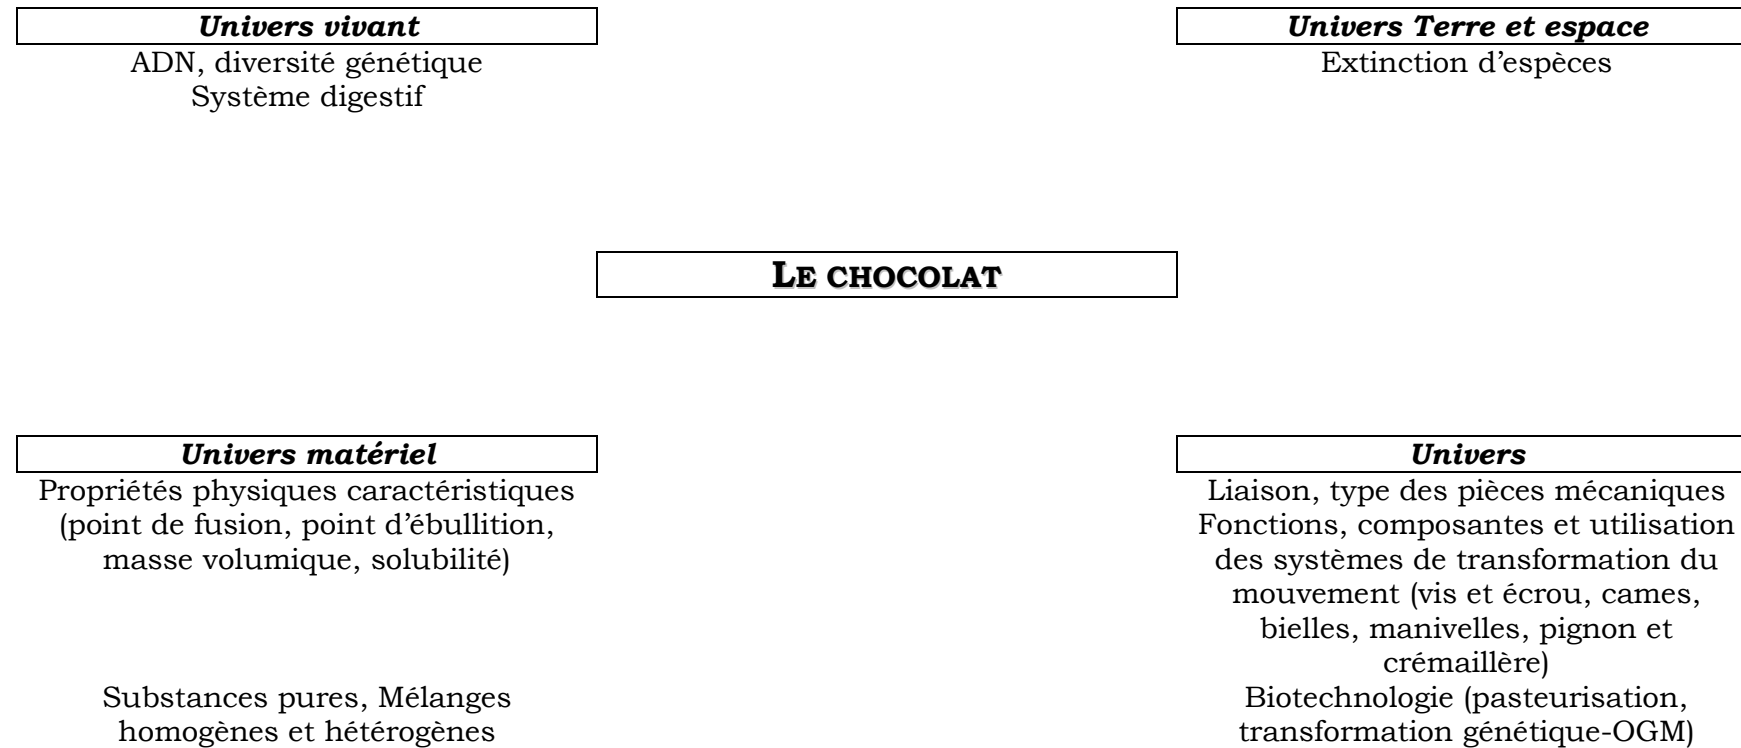 Univers vivant
ADN, diversité génétique
Système digestif
Univers Terre et espace
Extinction d’espèces
LE CHOCOLAT
Univers matériel
Propriétés physiques caractéristiques
(point de fusion, point d’ébullition,
masse volumique, solubilité)
Substances pures, Mélanges
homogènes et hétérogènes
Univers
Liaison, type des pièces mécaniques
Fonctions, composantes et utilisation
des systèmes de transformation du
mouvement (vis et écrou, cames,
bielles, manivelles, pignon et
crémaillère)
Biotechnologie (pasteurisation,
transformation génétique-OGM)